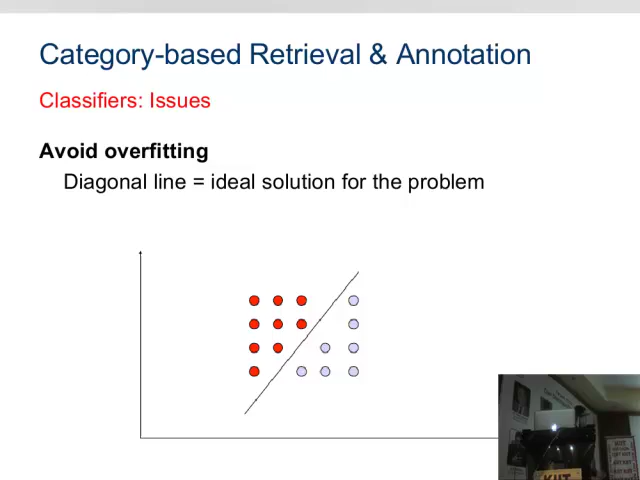 Category-based Retrieval & Annotation
Classifiers: Issues
Avoid overfitting
Diagonal line = ideal solution for the problem